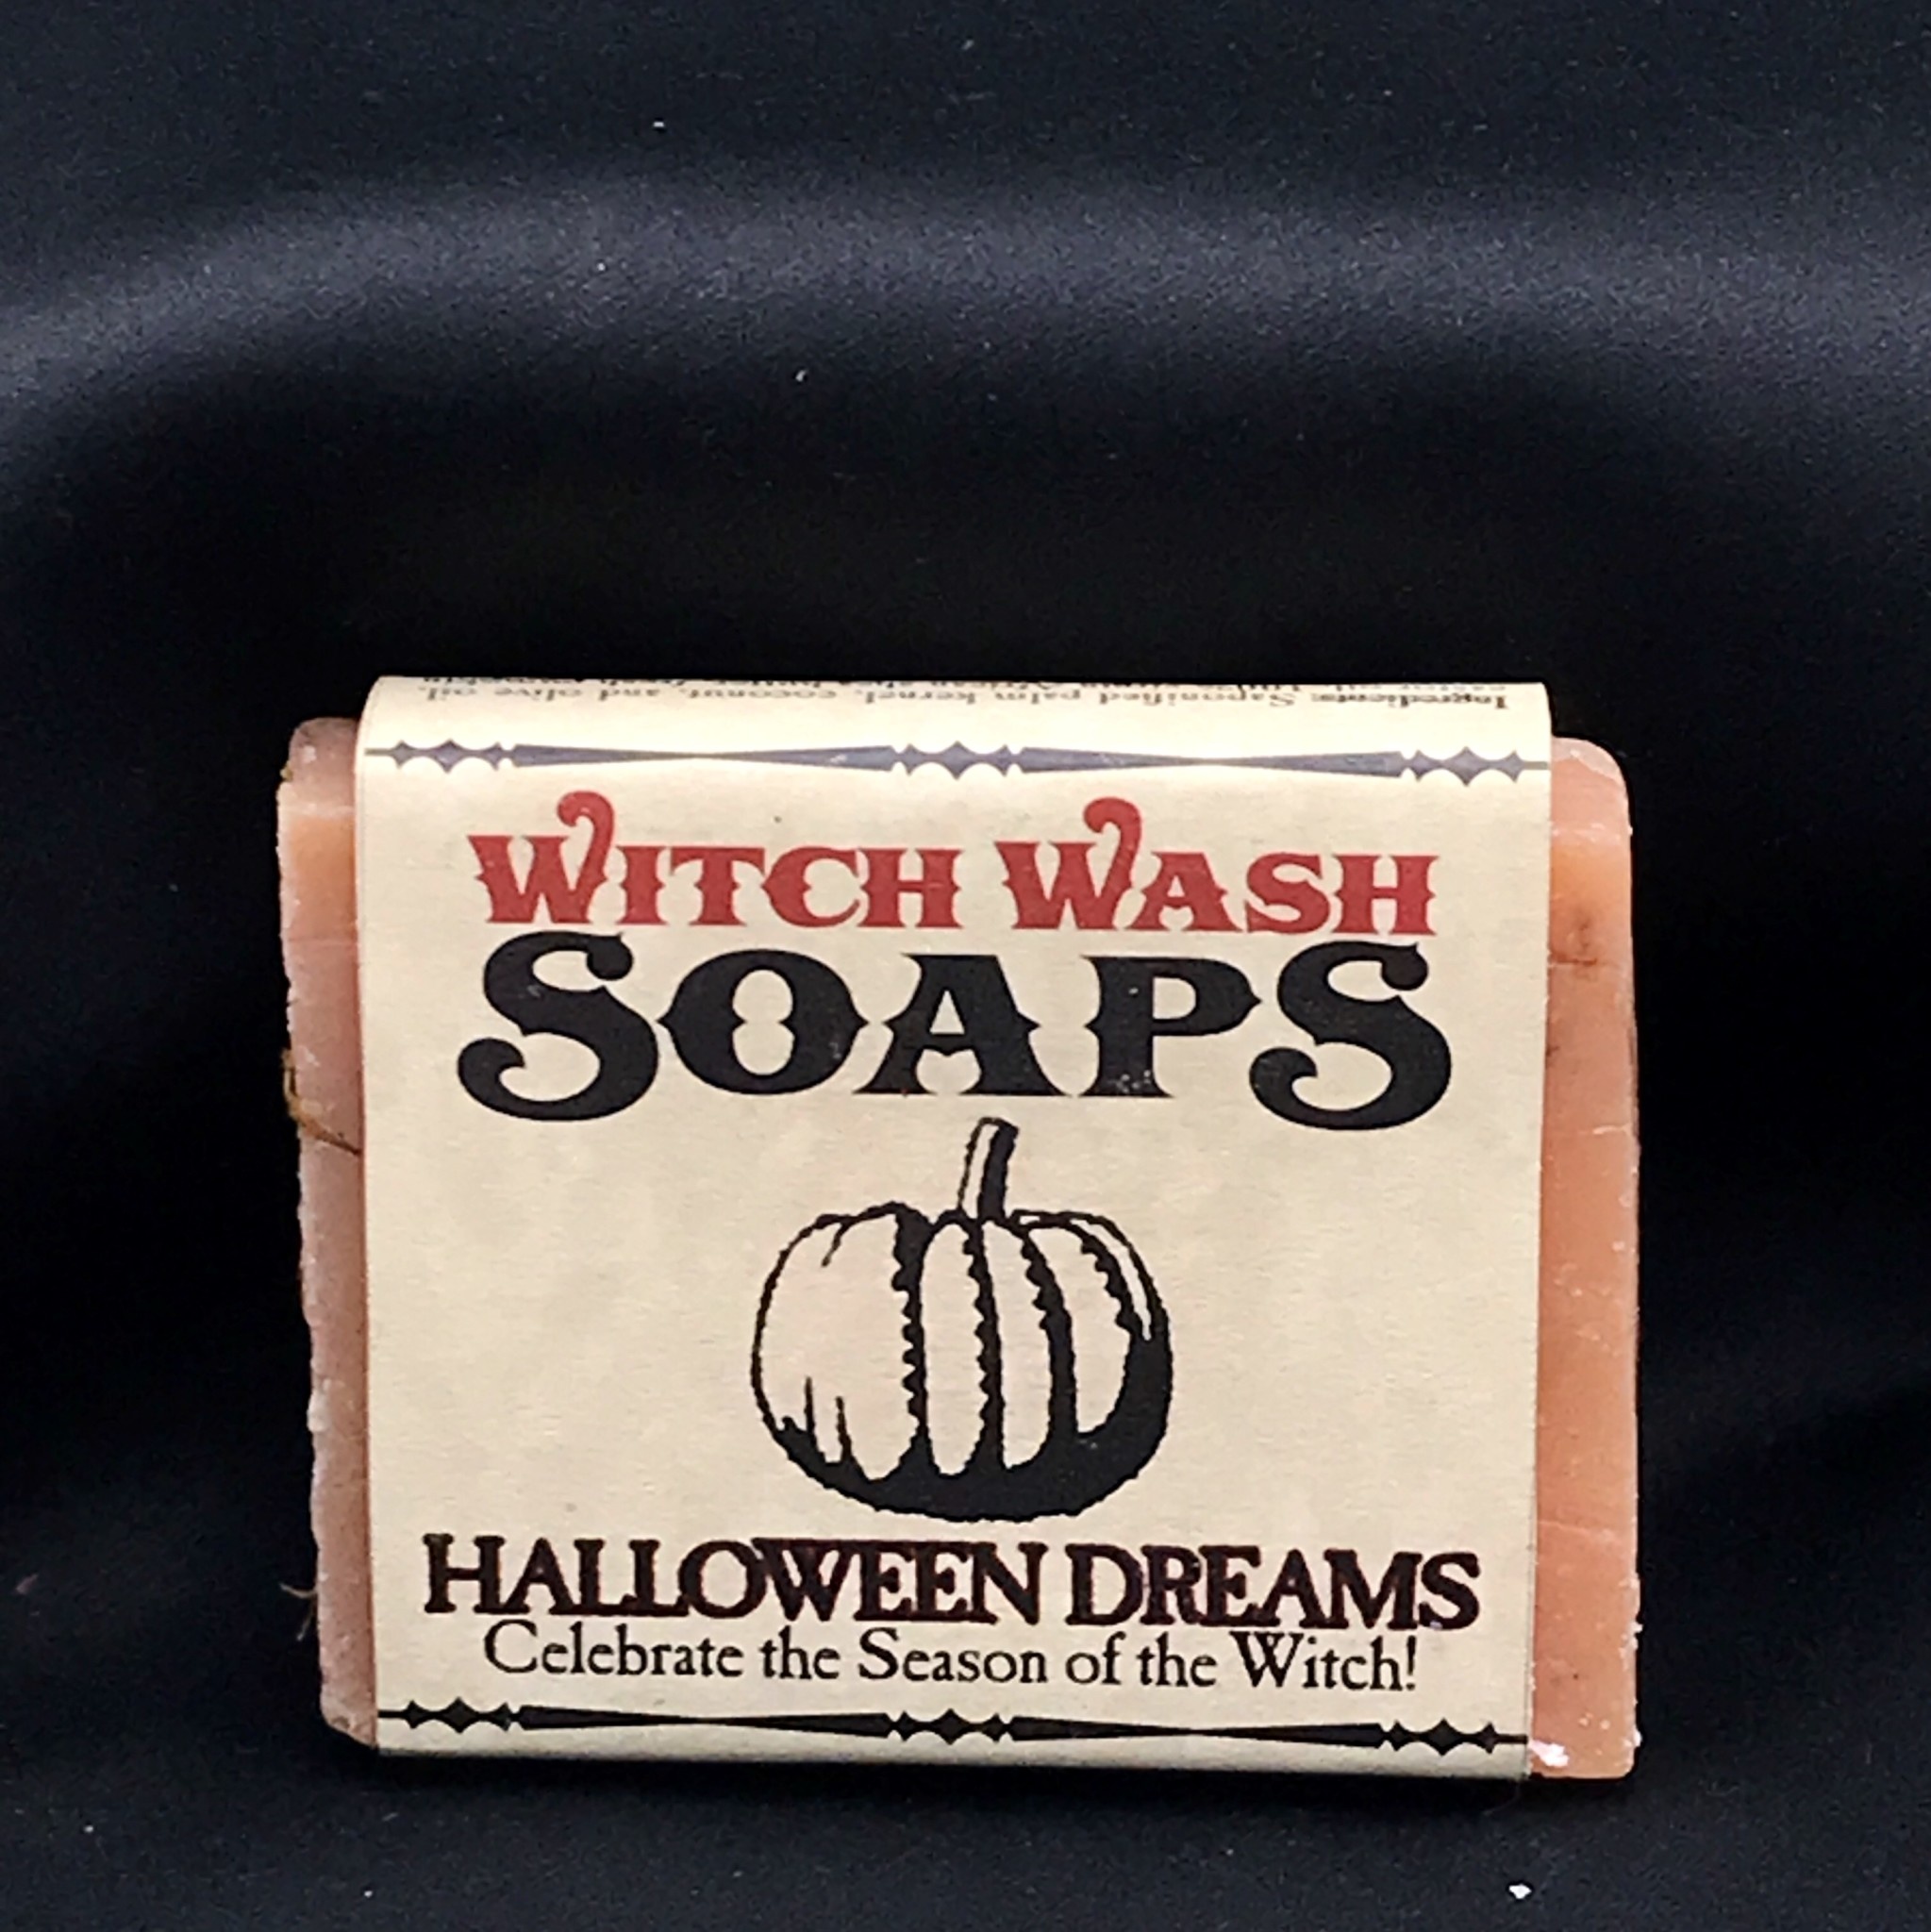 Ingredients: Saponified palm kernel, coconut, and olive oil,
WITCH WASH
SOAPS
HALLOWEEN DREAMS
Celebrate the Season of the Witch!